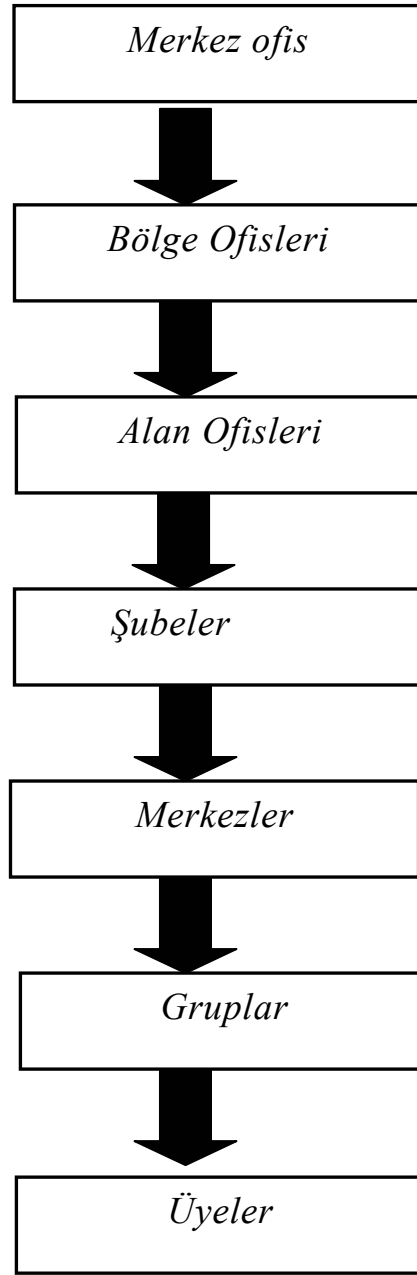 Merkez ofis
Bölge Ofisleri
Alan Ofisleri
Şubeler
Merkezler
Gruplar
Üyeler